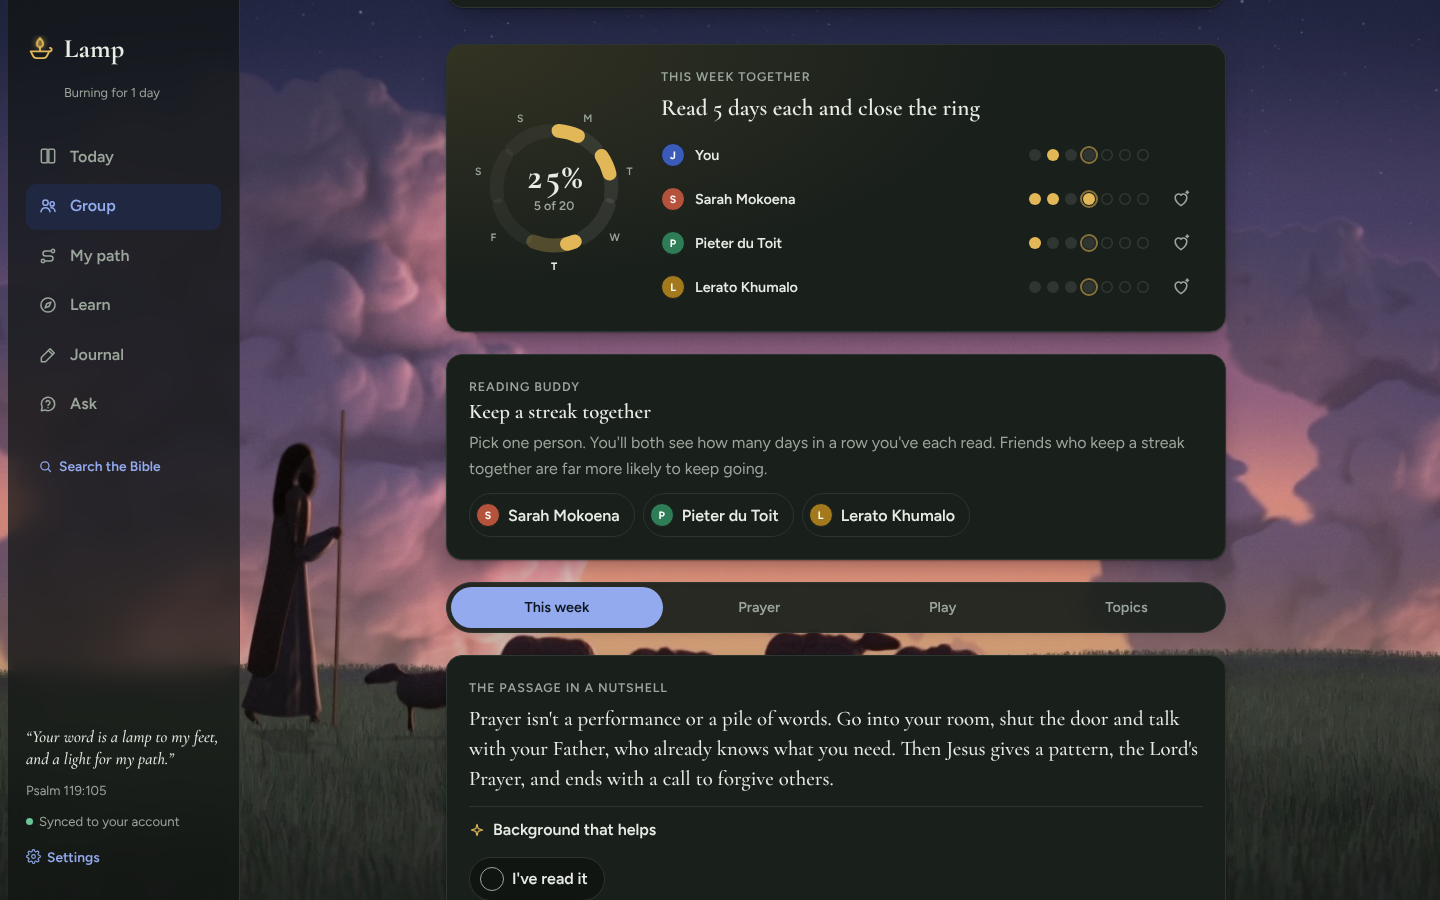 Lamp
Burning for 1 day
Today
Group
My path
Learn
Journal
Ask
Search the Bible
“Your word is a lamp to my feet,
and a light for my path.”
Psalm 119:105
Synced to your account
Settings
THIS WEEK TOGETHER
Read 5 days each and close the ring
S
M
S
T
25%
5 of 20
F
W
T
J You
S Sarah Mokoena
P Pieter du Toit
L Lerato Khumalo
READING BUDDY
Keep a streak together
Pick one person. You'll both see how many days in a row you've each read. Friends who keep a streak
together are far more likely to keep going.
S Sarah Mokoena P Pieter du Toit L Lerato Khumalo
This week Prayer Play Topics
THE PASSAGE IN A NUTSHELL
Prayer isn't a performance or a pile of words. Go into your room, shut the door and talk
with your Father, who already knows what you need. Then Jesus gives a pattern, the Lord's
Prayer, and ends with a call to forgive others.
Background that helps
I've read it